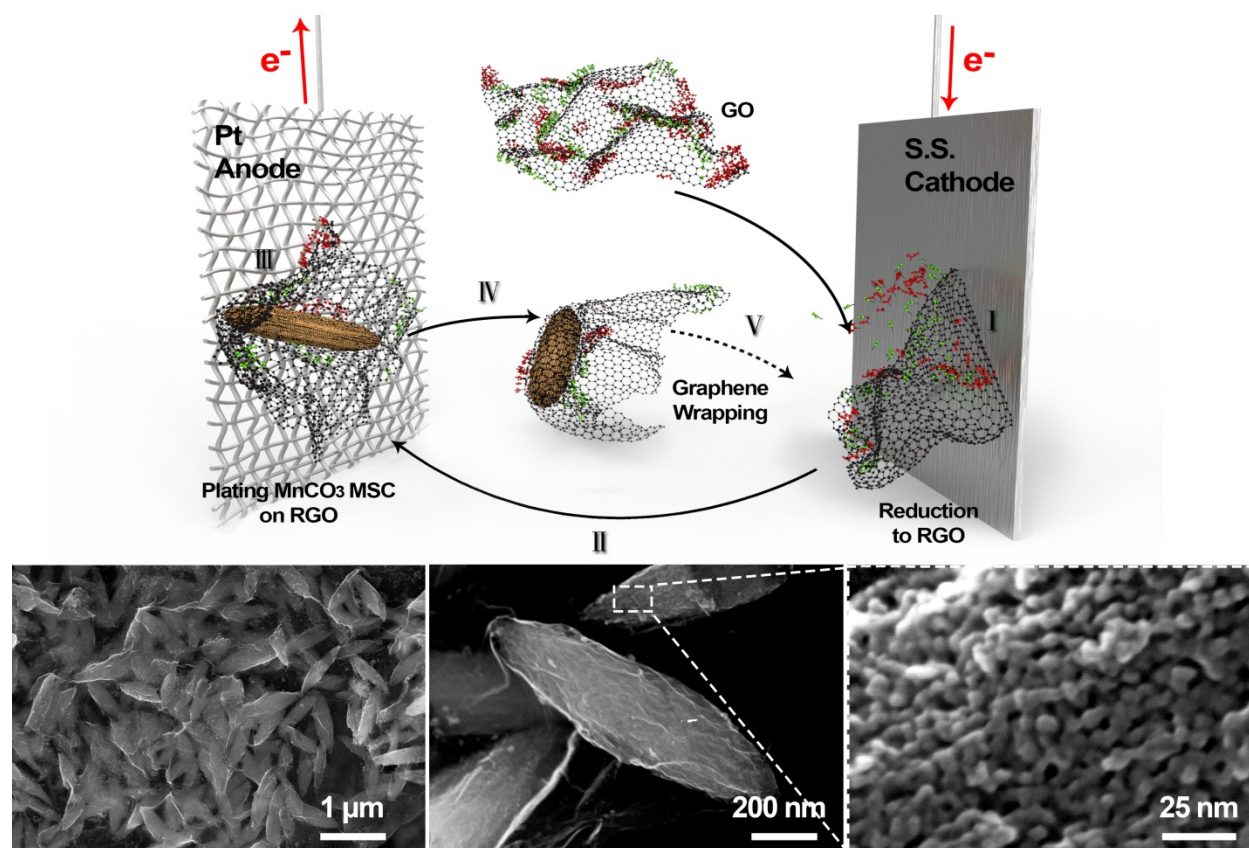 e-
Pt
Anode
GO
e-
S.S.
Cathode
III
IV
V
I
Graphene
Wrapping
Plating MnCO3 MSC
on RGO
Reduction
to RGO
II
1 μm
200 nm
25 nm